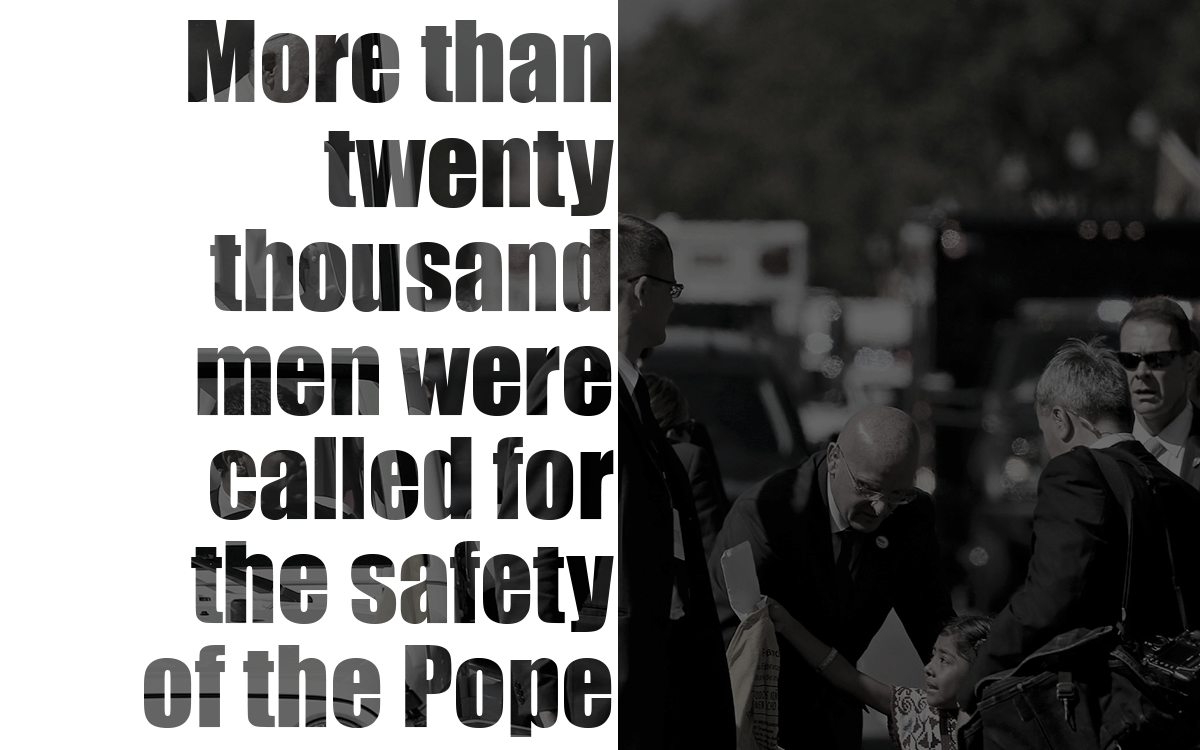 More than
twenty
thousand
men were
called for
the safety
of the Pope